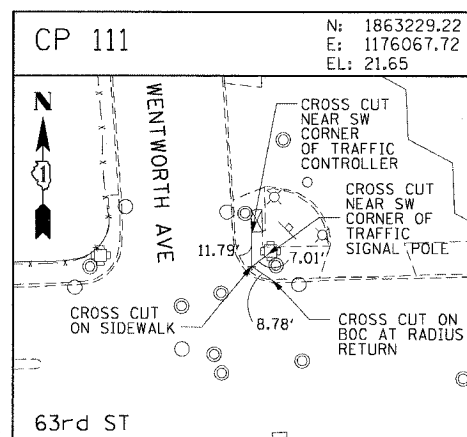 CP 111
N: 1863229.22
E: 1176067.72
EL: 21.65
N
1
WENTWORTH AVE
CROSS CUT
NEAR SW
CORNER
OF TRAFFIC
CONTROLLER
CROSS CUT
NEAR SW
CORNER OF
TRAFFIC
SIGNAL POLE
11.79'
7.01'
CROSS CUT
ON SIDEWALK
8.78'
CROSS CUT ON
BOC AT RADIUS
RETURN
63rd ST